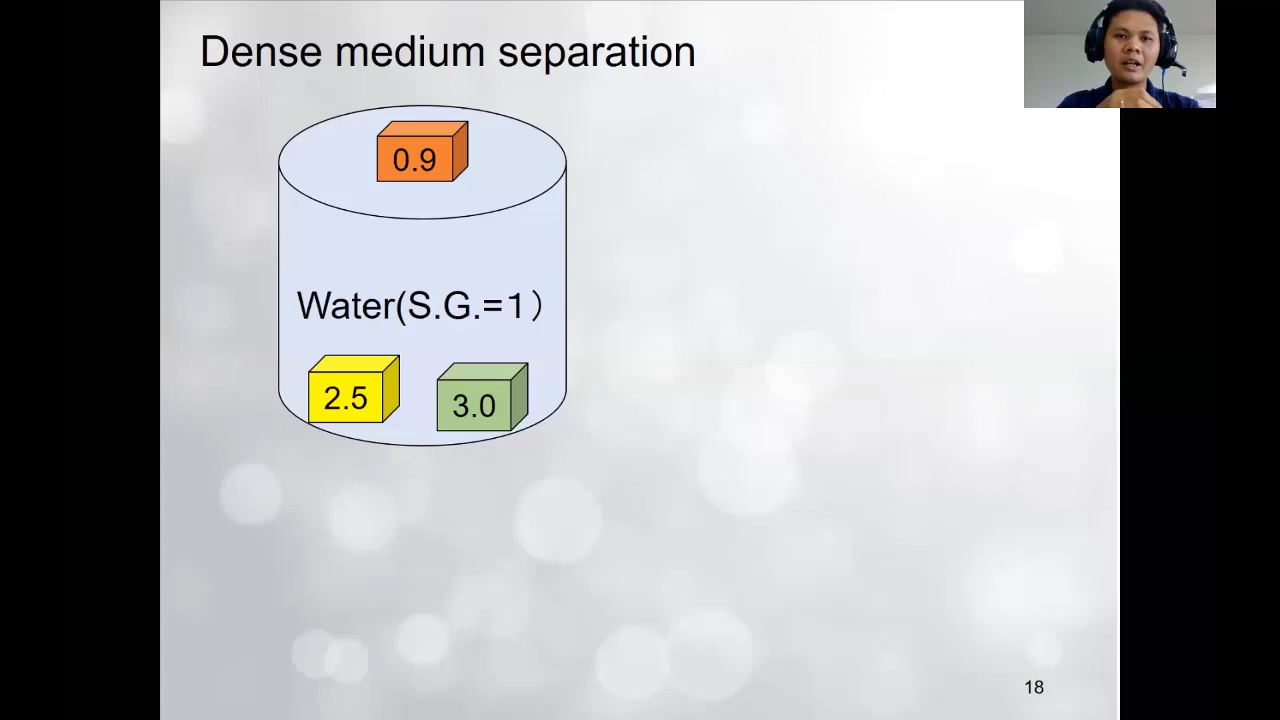 Dense medium separation
0.9
Water(S.G.=１）
2.5
3.0
18